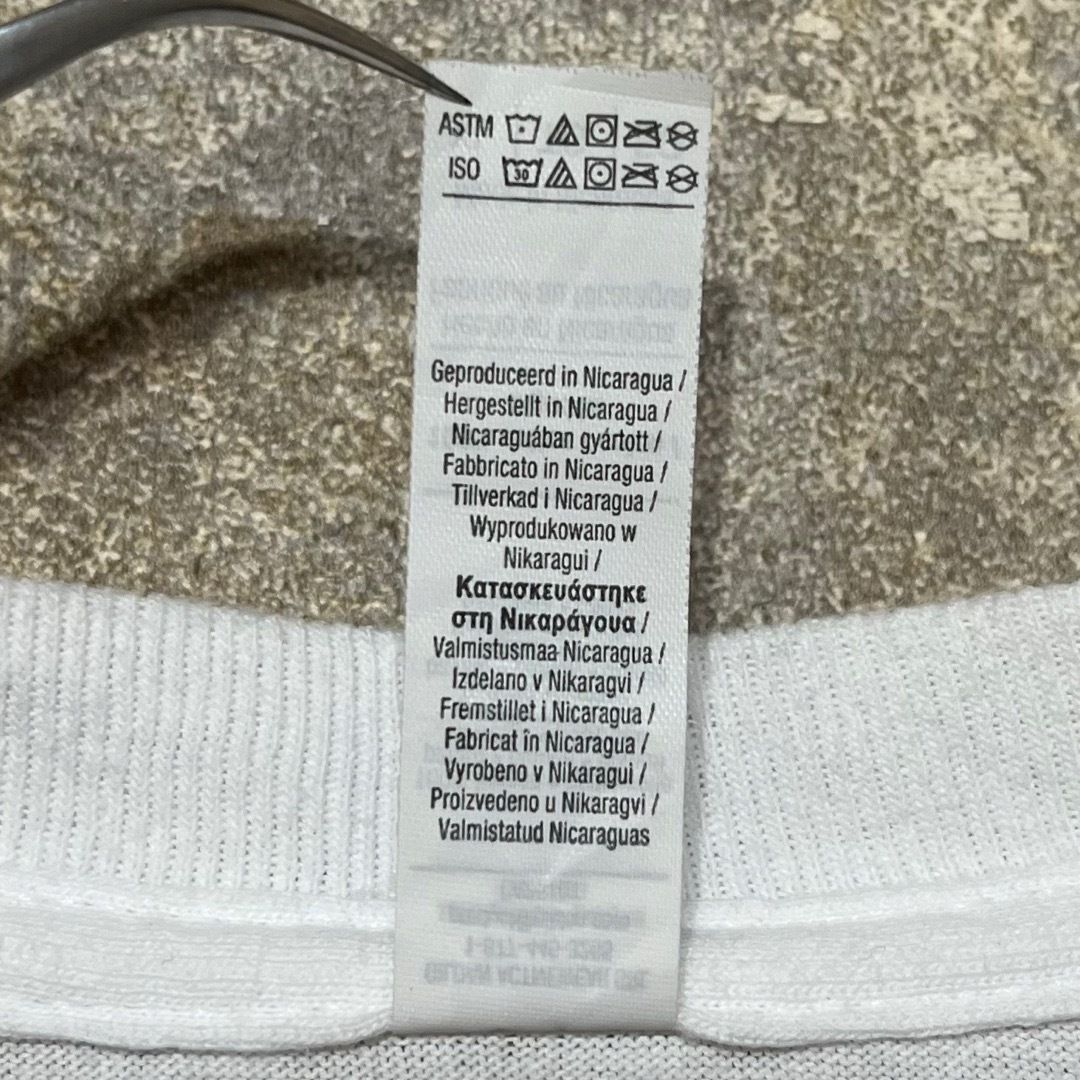 ASTM
ISO 30
Geproduceerd in Nicaragua /
Hergestellt in Nicaragua /
Nicaraguában gyártott /
Fabbricato in Nicaragua /
Tillverkad i Nicaragua /
Wyprodukowano w
Nikaragui /
Κατασκευάστηκε
στη Νικαράγουα /
Valmistusmaa Nicaragua /
Izdelano v Nikaragvi /
Fremstillet i Nicaragua /
Fabricat în Nicaragua /
Vyrobeno v Nikaragui /
Proizvedeno u Nikaragvi /
Valmistatud Nicaraguas